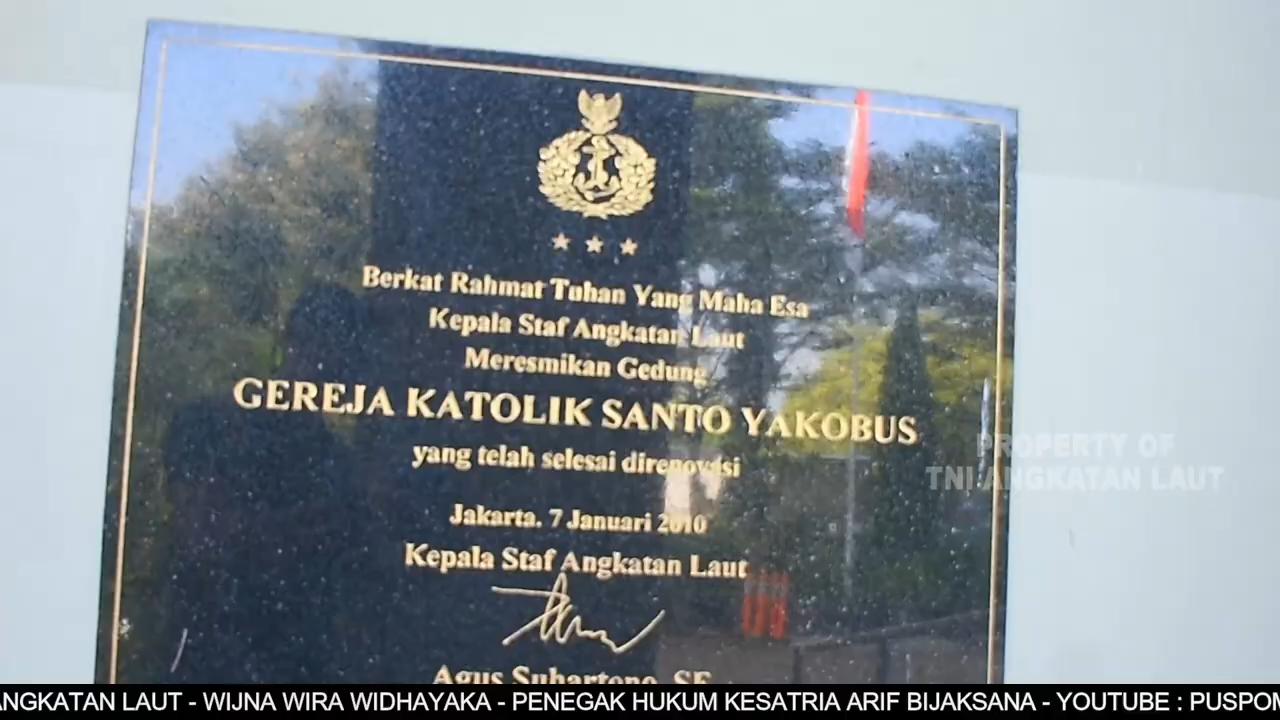 Berkat Rahmat Tuhan Yang Maha Esa
Kepala Staf Angkatan Laut
Meresmikan Gedung
GEREJA KATOLIK SANTO YAKOBUS
yang telah selesai direnovasi
Jakarta. 7 Januari 2010
Kepala Staf Angkatan Laut
Agus Suhartono, SE
PROPERTY OF
TNI ANGKATAN LAUT
ANGKATAN LAUT - WIJNA WIRA WIDHAYAKA - PENEGAK HUKUM KESATRIA ARIF BIJAKSANA - YOUTUBE : PUSPOM